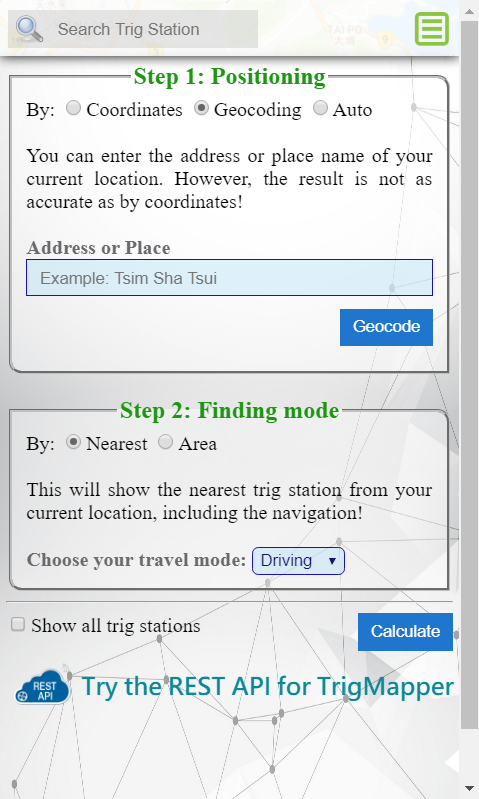 Search Trig Station
TAI PO
大埔
Step 1: Positioning
By: Coordinates Geocoding Auto
You can enter the address or place name of your
current location. However, the result is not as
accurate as by coordinates!
Address or Place
Example: Tsim Sha Tsui
Geocode
Step 2: Finding mode
By: Nearest Area
This will show the nearest trig station from your
current location, including the navigation!
Choose your travel mode: Driving
Show all trig stations
Calculate
REST
API
Try the REST API for TrigMapper